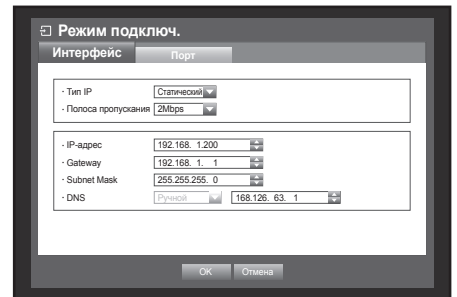 Режим подключ.
Интерфейс Порт
· Тип IP Статический
· Полоса пропускания 2Mbps
· IP-адрес 192.168. 1.200
· Gateway 192.168. 1. 1
· Subnet Mask 255.255.255. 0
· DNS Ручной 168.126. 63. 1
OK Отмена